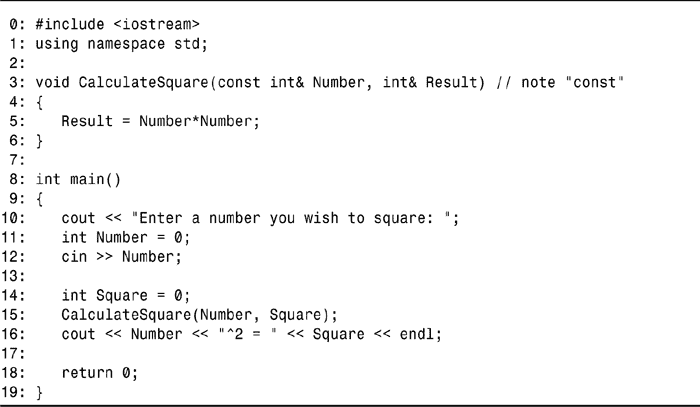 0: #include <iostream>
1: using namespace std;
2:
3: void CalculateSquare(const int& Number, int& Result) // note "const"
4: {
5:    Result = Number*Number;
6: }
7:
8: int main()
9: {
10:    cout << "Enter a number you wish to square: ";
11:    int Number = 0;
12:    cin >> Number;
13:
14:    int Square = 0;
15:    CalculateSquare(Number, Square);
16:    cout << Number << "^2 = " << Square << endl;
17:
18:    return 0;
19: }